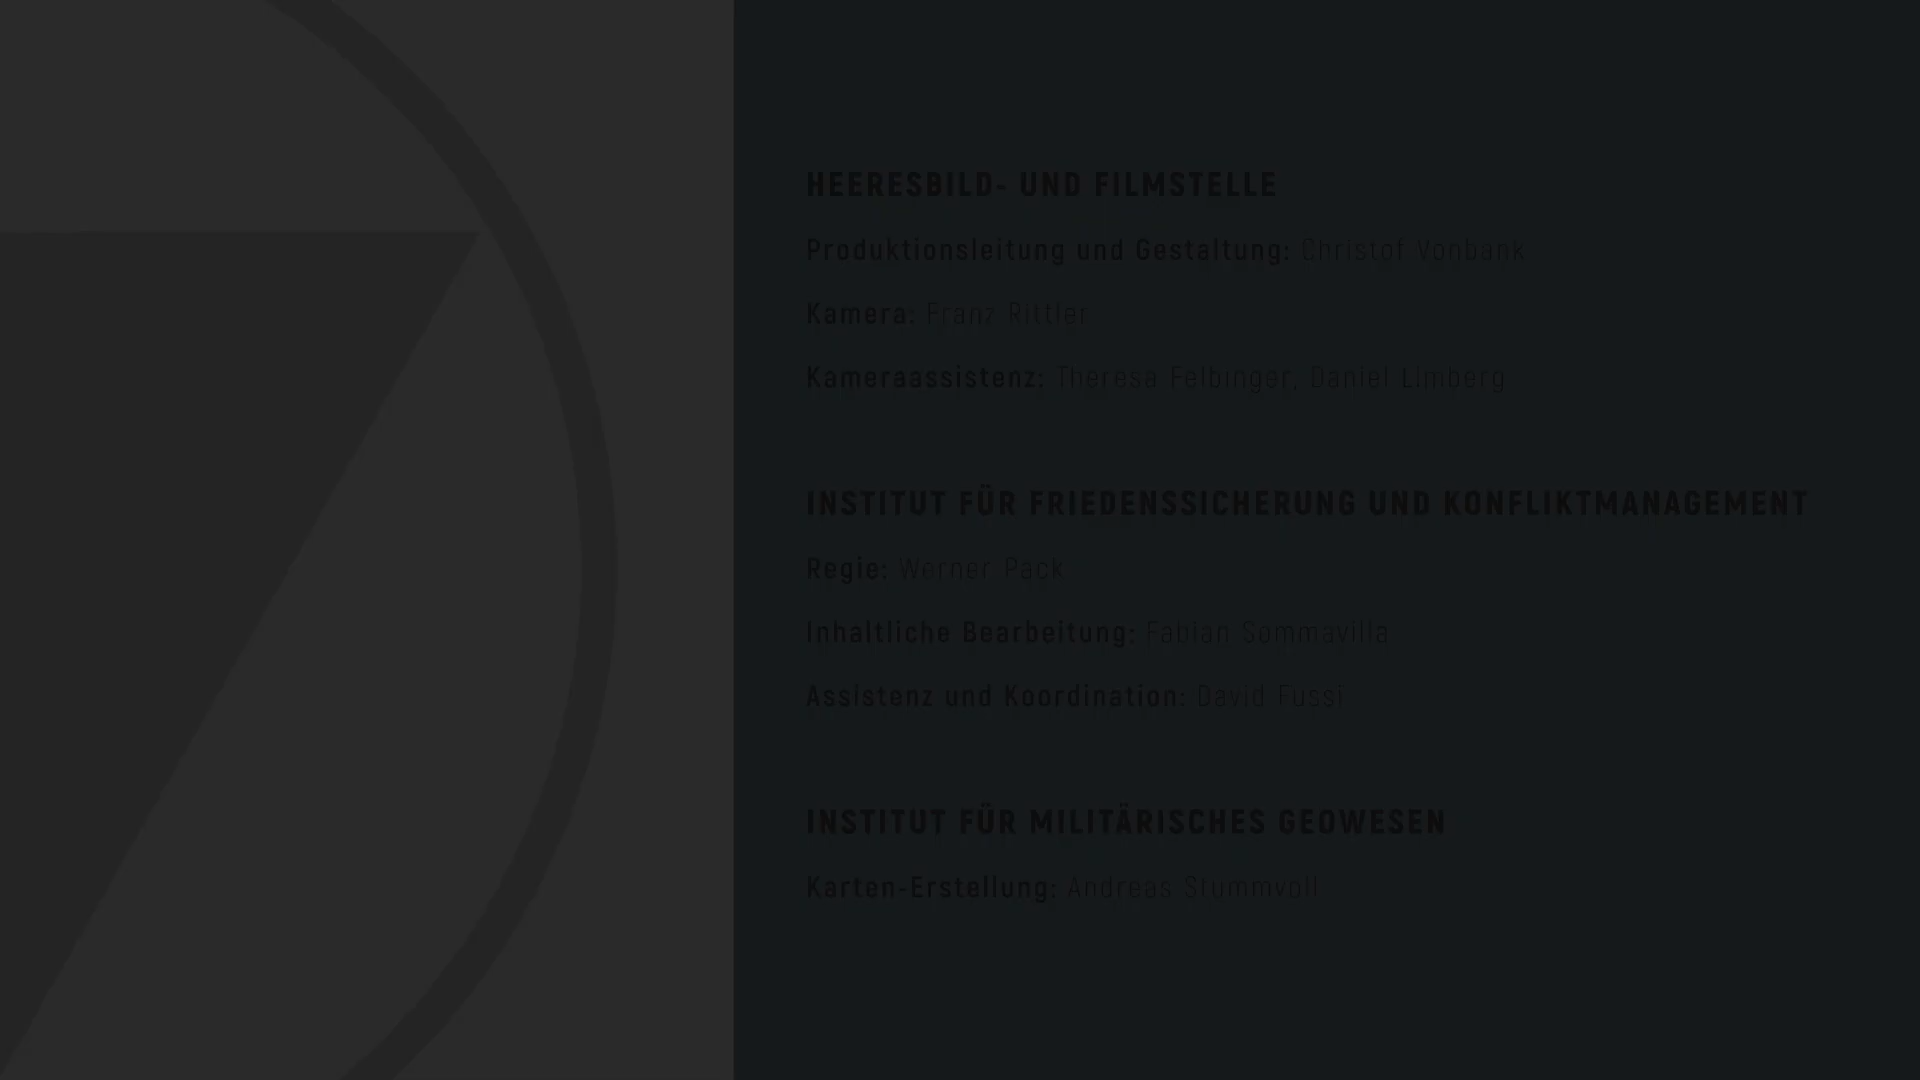 HEERESBILD- UND FILMSTELLE
Produktionsleitung und Gestaltung: Christof Vonbank
Kamera: Franz Rittler
Kameraassistenz: Theresa Felbinger, Daniel Limberg
INSTITUT FÜR FRIEDENSSICHERUNG UND KONFLIKTMANAGEMENT
Regie: Werner Pack
Inhaltliche Bearbeitung: Fabian Sommavilla
Assistenz und Koordination: David Fussi
INSTITUT FÜR MILITÄRISCHES GEOWESEN
Karten-Erstellung: Andreas Stummvoll